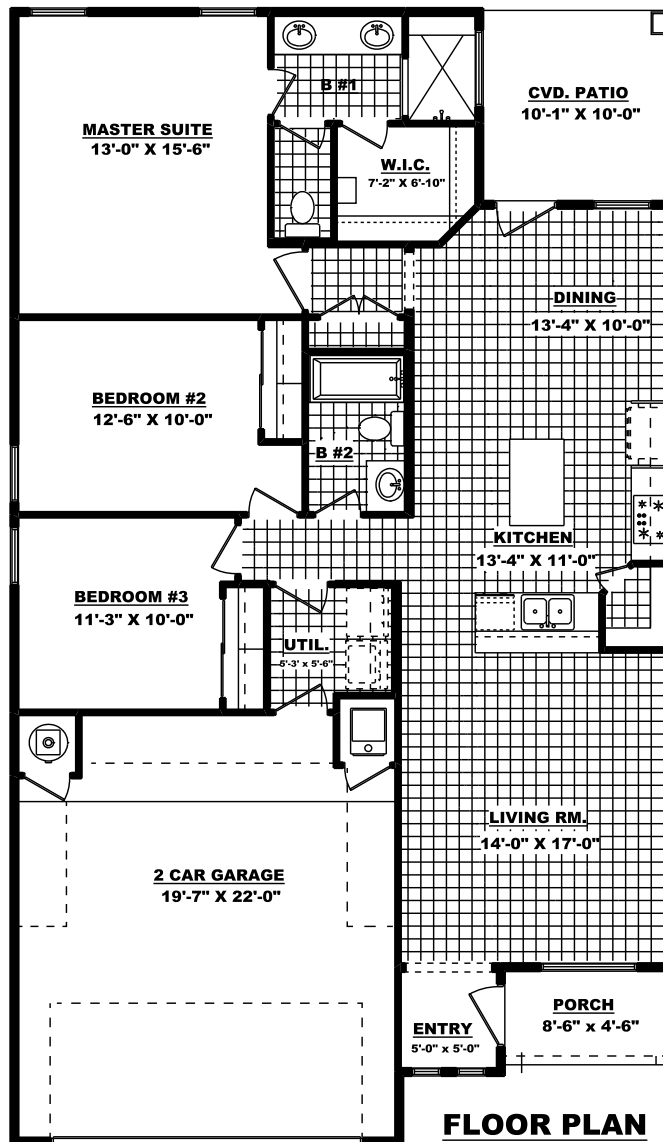 B #1
CVD. PATIO
10'-1" X 10'-0"
MASTER SUITE
13'-0" X 15'-6"
W.I.C.
7'-2" X 6'-10"
DINING
13'-4" X 10'-0"
BEDROOM #2
12'-6" X 10'-0"
B #2
KITCHEN
13'-4" X 11'-0"
BEDROOM #3
11'-3" X 10'-0"
UTIL.
5'-3' x 5'-6"
LIVING RM.
14'-0" X 17'-0"
2 CAR GARAGE
19'-7" X 22'-0"
PORCH
8'-6" x 4'-6"
ENTRY
5'-0" x 5'-0"
FLOOR PLAN